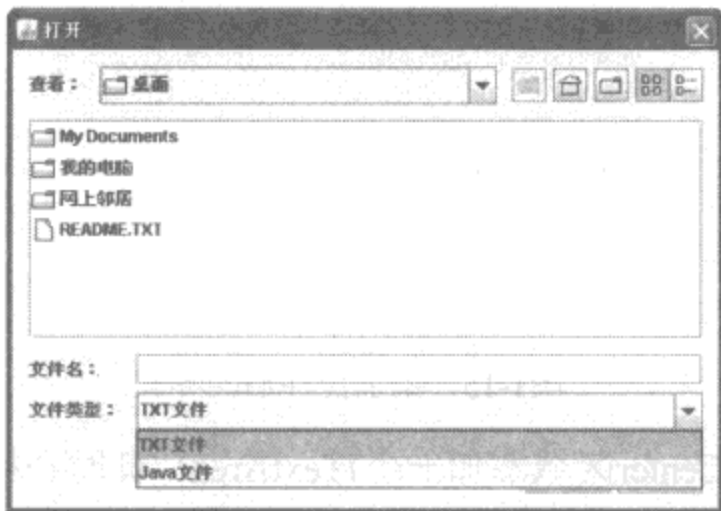 打开
查看：
桌面
My Documents
我的电脑
网上邻居
README.TXT
文件名：
文件类型：
TXT文件
TXT文件
Java文件